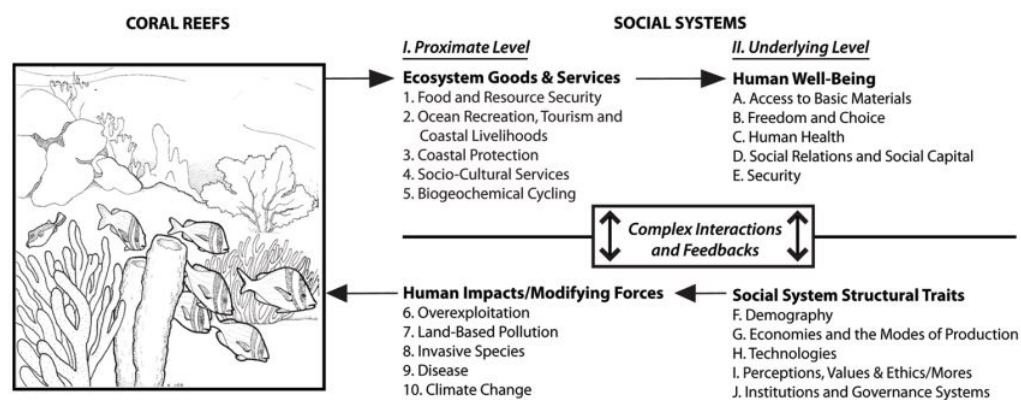 CORAL REEFS
SOCIAL SYSTEMS
I. Proximate Level
II. Underlying Level
Ecosystem Goods & Services
1. Food and Resource Security
2. Ocean Recreation, Tourism and
Coastal Livelihoods
3. Coastal Protection
4. Socio-Cultural Services
5. Biogeochemical Cycling
Human Well-Being
A. Access to Basic Materials
B. Freedom and Choice
C. Human Health
D. Social Relations and Social Capital
E. Security
Complex Interactions
and Feedbacks
Human Impacts/Modifying Forces
6. Overexploitation
7. Land-Based Pollution
8. Invasive Species
9. Disease
10. Climate Change
Social System Structural Traits
F. Demography
G. Economies and the Modes of Production
H. Technologies
I. Perceptions, Values & Ethics/Mores
J. Institutions and Governance Systems